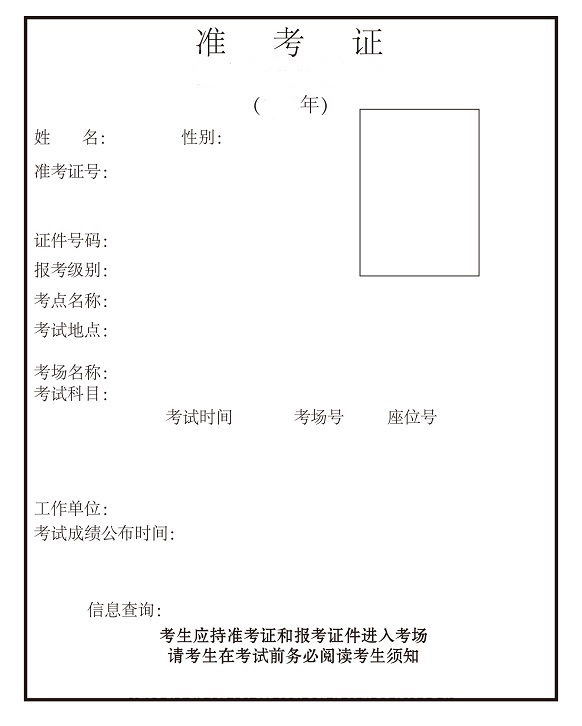 准 考 证
( 年)
姓 名: 性别:
准考证号:
证件号码:
报考级别:
考点名称:
考试地点:
考场名称:
考试科目:
考试时间 考场号 座位号
工作单位:
考试成绩公布时间:
信息查询:
考生应持准考证和报考证件进入考场
请考生在考试前务必阅读考生须知